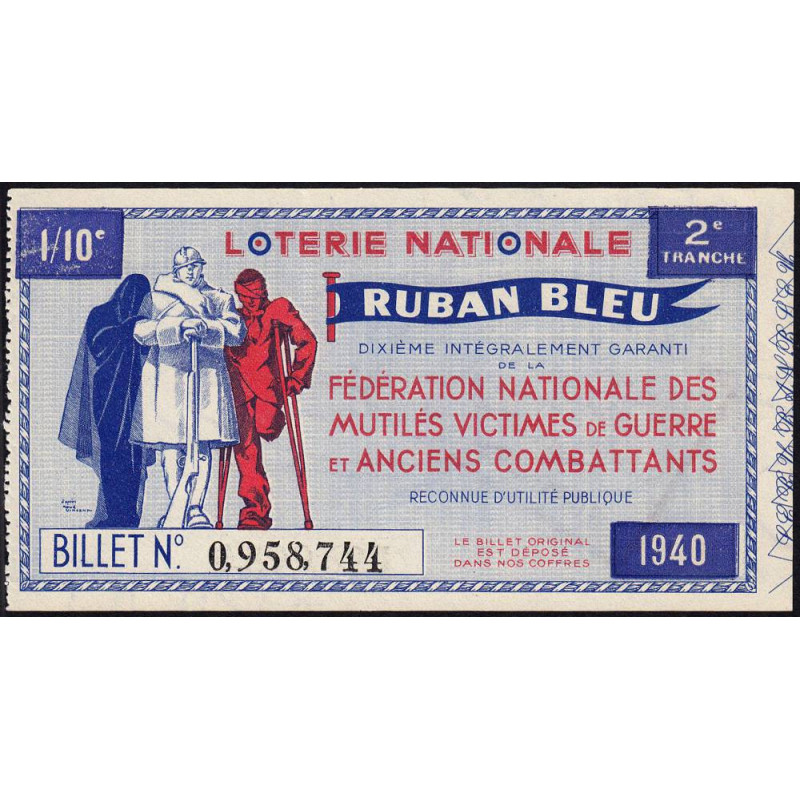 1/10e
LOTERIE NATIONALE
2e
TRANCHE
RUBAN BLEU
DIXIÈME INTÉGRALEMENT GARANTI
DE LA
FÉDÉRATION NATIONALE DES
MUTILÉS VICTIMES DE GUERRE
ET ANCIENS COMBATTANTS
RECONNUE D'UTILITÉ PUBLIQUE
BILLET No. 0,958,744
LE BILLET ORIGINAL
EST DÉPOSÉ
DANS NOS COFFRES
1940